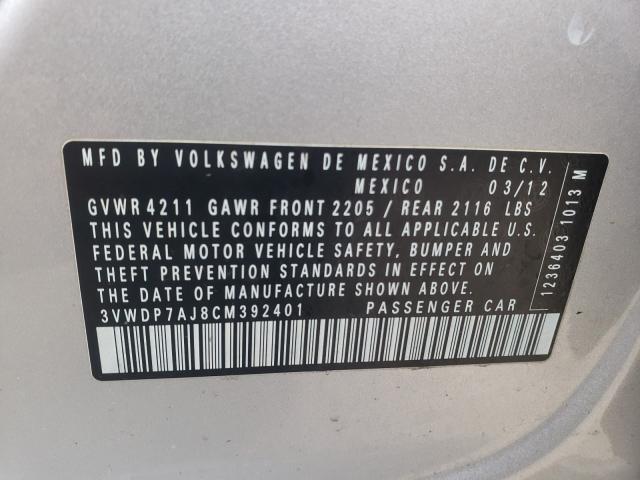 MFD BY VOLKSWAGEN DE MEXICO S.A. DE C.V.
MEXICO 03/12
GVWR 4211 GAWR FRONT 2205 / REAR 2116 LBS
THIS VEHICLE CONFORMS TO ALL APPLICABLE U.S.
FEDERAL MOTOR VEHICLE SAFETY, BUMPER AND
THEFT PREVENTION STANDARDS IN EFFECT ON
THE DATE OF MANUFACTURE SHOWN ABOVE.
3VWDP7AJ8CM392401 PASSENGER CAR
1236403 1013 M